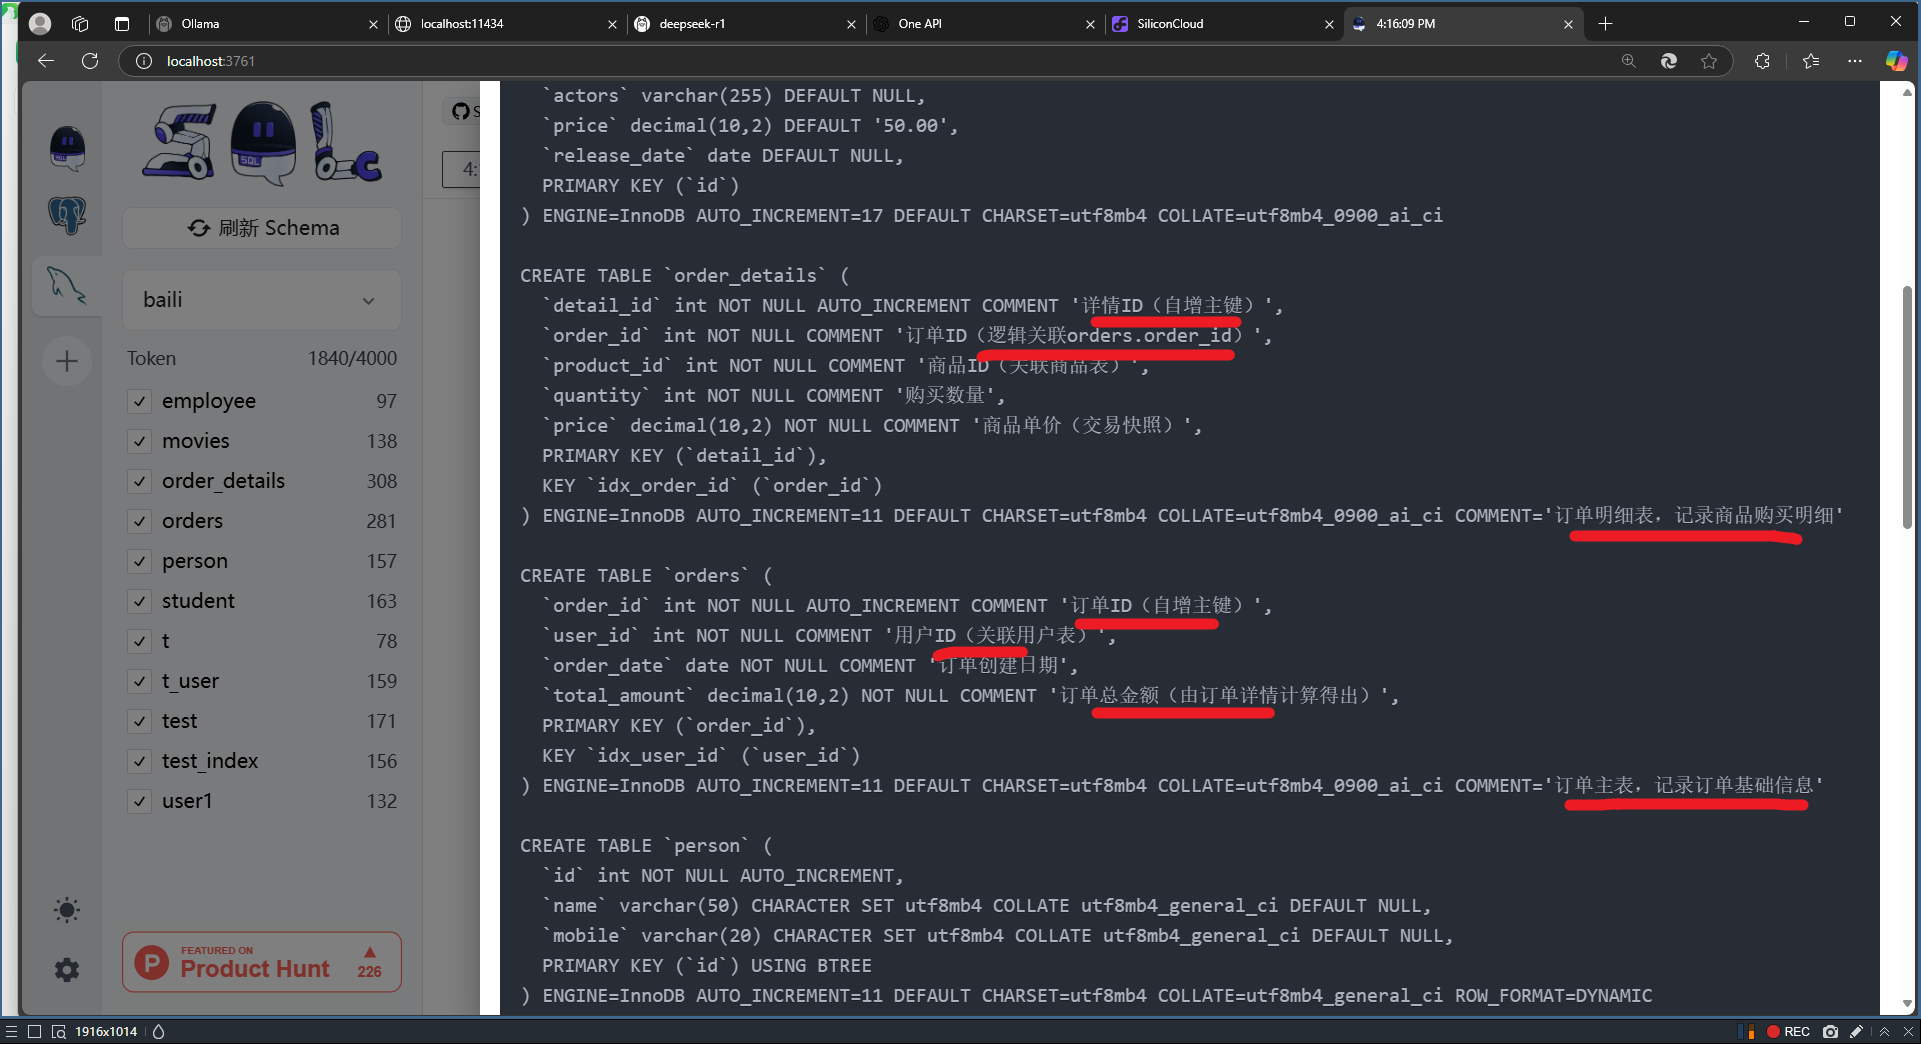 Ollama
localhost:11434
deepseek-r1
One API
SiliconCloud
4:16:09 PM
localhost:3761
SQL
刷新 Schema
baili
Token 1840/4000
employee 97
movies 138
order_details 308
orders 281
person 157
student 163
t 78
t_user 159
test 171
test_index 156
user1 132
FEATURED ON
Product Hunt
226
S
4:
`actors` varchar(255) DEFAULT NULL,
`price` decimal(10,2) DEFAULT '50.00',
`release_date` date DEFAULT NULL,
PRIMARY KEY (`id`)
) ENGINE=InnoDB AUTO_INCREMENT=17 DEFAULT CHARSET=utf8mb4 COLLATE=utf8mb4_0900_ai_ci
CREATE TABLE `order_details` (
`detail_id` int NOT NULL AUTO_INCREMENT COMMENT '详情ID（自增主键）',
`order_id` int NOT NULL COMMENT '订单ID（逻辑关联orders.order_id）',
`product_id` int NOT NULL COMMENT '商品ID（关联商品表）',
`quantity` int NOT NULL COMMENT '购买数量',
`price` decimal(10,2) NOT NULL COMMENT '商品单价（交易快照）',
PRIMARY KEY (`detail_id`),
KEY `idx_order_id` (`order_id`)
) ENGINE=InnoDB AUTO_INCREMENT=11 DEFAULT CHARSET=utf8mb4 COLLATE=utf8mb4_0900_ai_ci COMMENT='订单明细表，记录商品购买明细'
CREATE TABLE `orders` (
`order_id` int NOT NULL AUTO_INCREMENT COMMENT '订单ID（自增主键）',
`user_id` int NOT NULL COMMENT '用户ID（关联用户表）',
`order_date` date NOT NULL COMMENT '订单创建日期',
`total_amount` decimal(10,2) NOT NULL COMMENT '订单总金额（由订单详情计算得出）',
PRIMARY KEY (`order_id`),
KEY `idx_user_id` (`user_id`)
) ENGINE=InnoDB AUTO_INCREMENT=11 DEFAULT CHARSET=utf8mb4 COLLATE=utf8mb4_0900_ai_ci COMMENT='订单主表，记录订单基础信息'
CREATE TABLE `person` (
`id` int NOT NULL AUTO_INCREMENT,
`name` varchar(50) CHARACTER SET utf8mb4 COLLATE utf8mb4_general_ci DEFAULT NULL,
`mobile` varchar(20) CHARACTER SET utf8mb4 COLLATE utf8mb4_general_ci DEFAULT NULL,
PRIMARY KEY (`id`) USING BTREE
) ENGINE=InnoDB AUTO_INCREMENT=11 DEFAULT CHARSET=utf8mb4 COLLATE=utf8mb4_general_ci ROW_FORMAT=DYNAMIC
1916x1014
REC